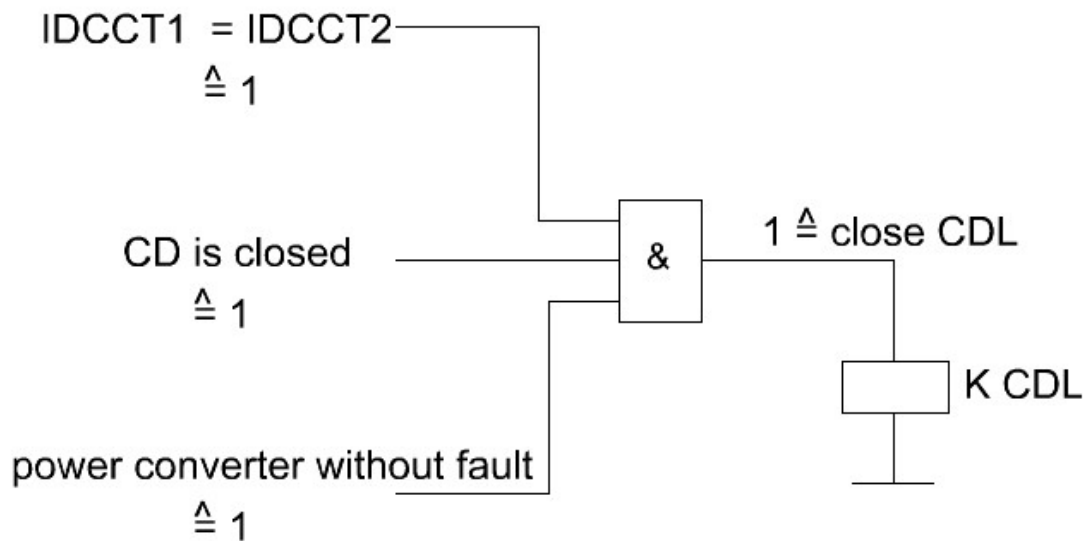 IDCCT1 = IDCCT2
≙ 1
1 ≙ close CDL
CD is closed
≙ 1
&
K CDL
power converter without fault
≙ 1